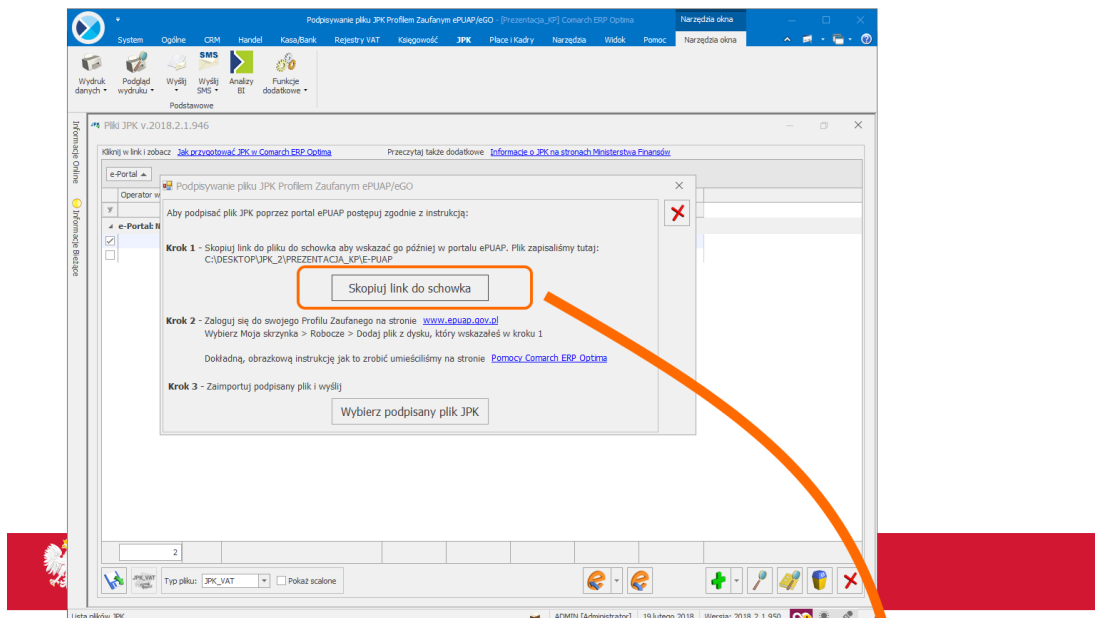 Podpisywanie pliku JPK Profilem Zaufanym ePUAP/eGO - [Prezentacja_KP] Comarch ERP Optima
Narzędzia okna
System Ogólne CRM Handel Kasa/Bank Rejestry VAT Księgowość JPK Płace i Kadry Narzędzia Widok Pomoc Narzędzia okna
SMS
Wydruk danych
Podgląd wydruku
Wyślij
Wyślij SMS
Analizy BI
Funkcje dodatkowe
Podstawowe
Informacje Online
Informacje Bieżące
Pliki JPK v.2018.2.1.946
Kliknij w link i zobacz Jak przygotować JPK w Comarch ERP Optima Przeczytaj także dodatkowe Informacje o JPK na stronach Ministerstwa Finansów
e-Portal
Operator w
e-Portal: N
Podpisywanie pliku JPK Profilem Zaufanym ePUAP/eGO
Aby podpisać plik JPK poprzez portal ePUAP postępuj zgodnie z instrukcją:
Krok 1 - Skopiuj link do pliku do schowka aby wskazać go później w portalu ePUAP. Plik zapisaliśmy tutaj:
C:\DESKTOP\JPK_2\PREZENTACJA_KP\E-PUAP
Skopiuj link do schowka
Krok 2 - Zaloguj się do swojego Profilu Zaufanego na stronie www.epuap.gov.pl
Wybierz Moja skrzynka > Robocze > Dodaj plik z dysku, który wskazałeś w kroku 1
Dokładną, obrazkową instrukcję jak to zrobić umieściliśmy na stronie Pomocy Comarch ERP Optima
Krok 3 - Zaimportuj podpisany plik i wyślij
Wybierz podpisany plik JPK
2
JPK_VAT
Typ pliku: JPK_VAT Pokaż scalone
Lista plików JPK ADMIN [Administrator] 19 lutego 2018 Wersja: 2018.2.1.950